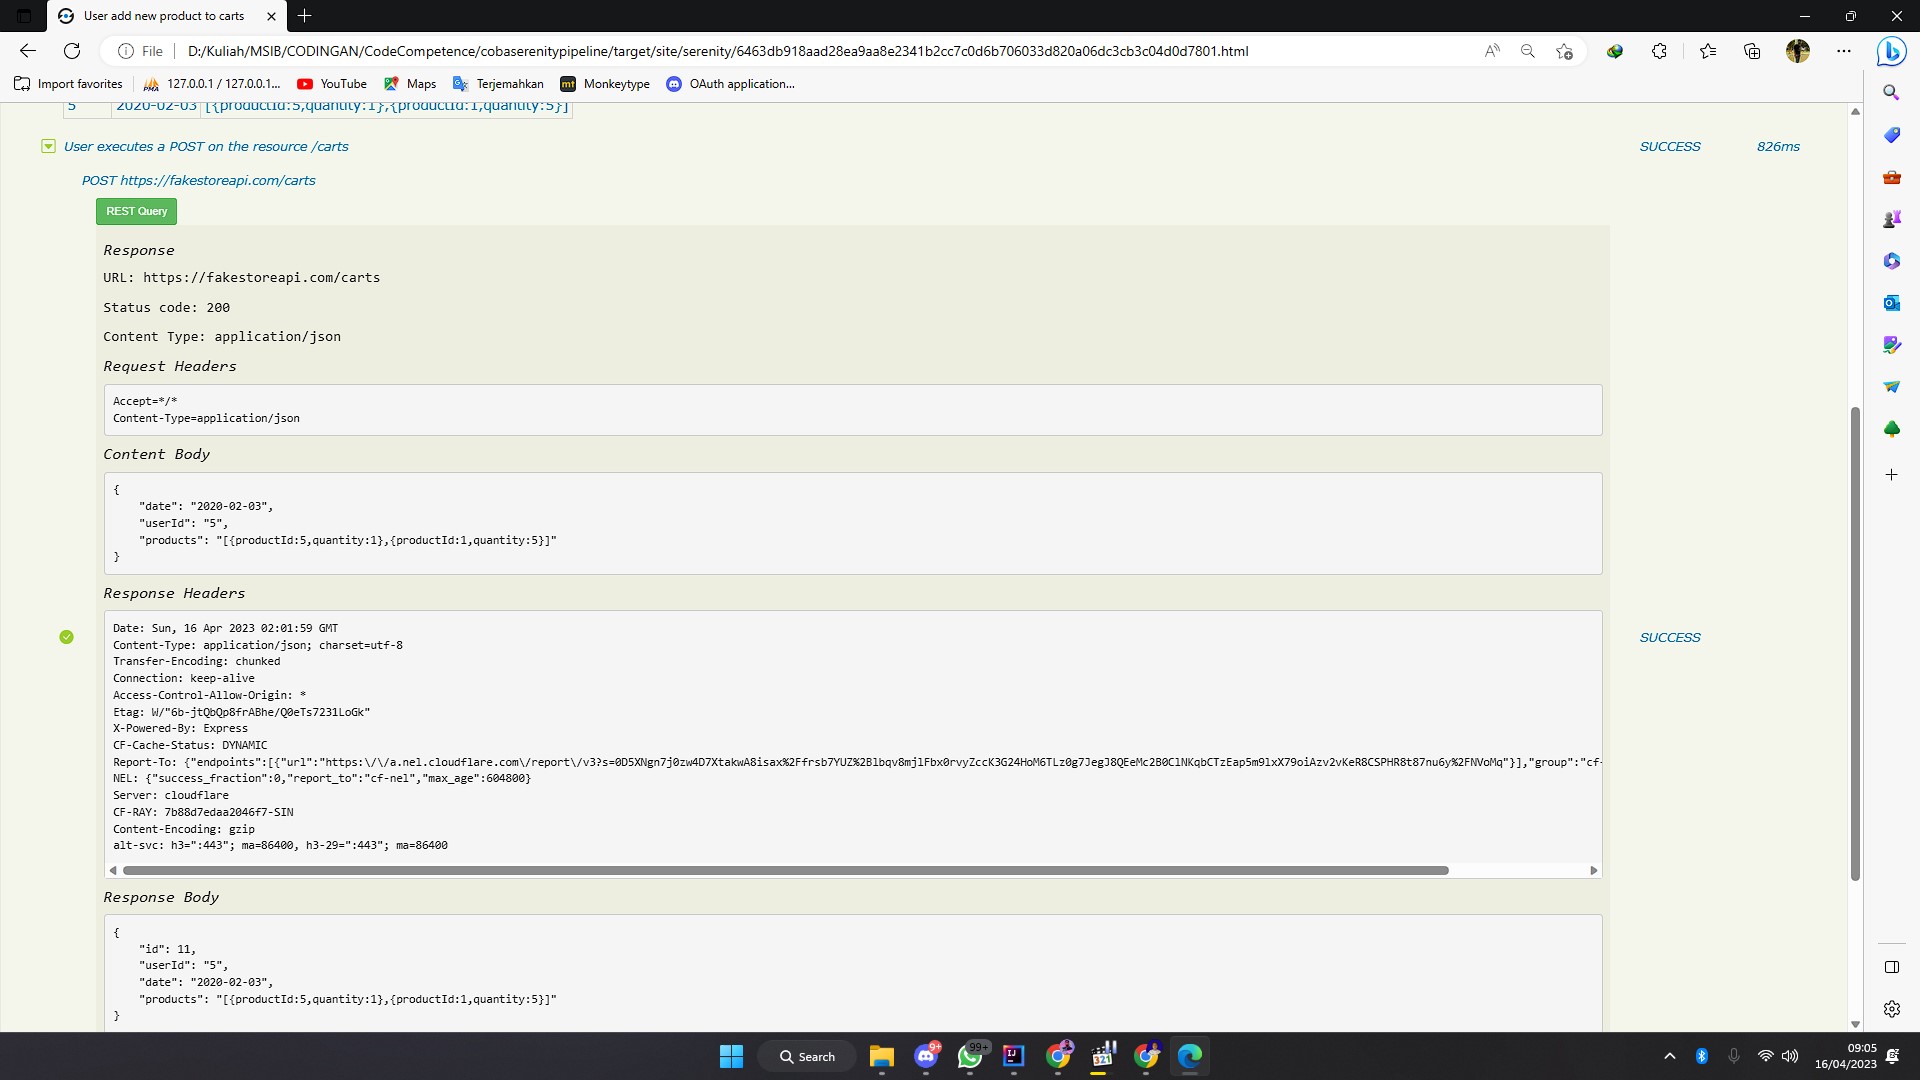 User add new product to carts
File
D:/Kuliah/MSIB/CODINGAN/CodeCompetence/cobaserenitypipeline/target/site/serenity/6463db918aad28ea9aa8e2341b2cc7c0d6b706033d820a06dc3cb3c04d0d7801.html
Import favorites
127.0.0.1 / 127.0.0.1...
YouTube
Maps
Terjemahkan
mt Monkeytype
OAuth application...
5 2020-02-03 [{productId:5,quantity:1},{productId:1,quantity:5}]
User executes a POST on the resource /carts SUCCESS 826ms
POST https://fakestoreapi.com/carts
REST Query
Response
URL: https://fakestoreapi.com/carts
Status code: 200
Content Type: application/json
Request Headers
Accept=*/*
Content-Type=application/json
Content Body
{
"date": "2020-02-03",
"userId": "5",
"products": "[{productId:5,quantity:1},{productId:1,quantity:5}]"
}
Response Headers
Date: Sun, 16 Apr 2023 02:01:59 GMT
Content-Type: application/json; charset=utf-8
Transfer-Encoding: chunked
Connection: keep-alive
Access-Control-Allow-Origin: *
Etag: W/"6b-jtQbQp8frABhe/Q0eTs7231LoGk"
X-Powered-By: Express
CF-Cache-Status: DYNAMIC
Report-To: {"endpoints":[{"url":"https:\/\/a.nel.cloudflare.com\/report\/v3?s=0D5XNgn7j0zw4D7XtakwA8isax%2Ffrsb7YUZ%2Blbqv8mjlFbx0rvyZccK3G24HoM6TLz0g7JegJ8QEeMc2B0ClNKqbCTzEap5m9lxX79oiAzv2vKeR8CSPHR8t87nu6y%2FNVoMq"}],"group":"cf-
NEL: {"success_fraction":0,"report_to":"cf-nel","max_age":604800}
Server: cloudflare
CF-RAY: 7b88d7edaa2046f7-SIN
Content-Encoding: gzip
alt-svc: h3=":443"; ma=86400, h3-29=":443"; ma=86400
SUCCESS
Response Body
{
"id": 11,
"userId": "5",
"date": "2020-02-03",
"products": "[{productId:5,quantity:1},{productId:1,quantity:5}]"
}
Search
9+
99+
321
09:05
16/04/2023